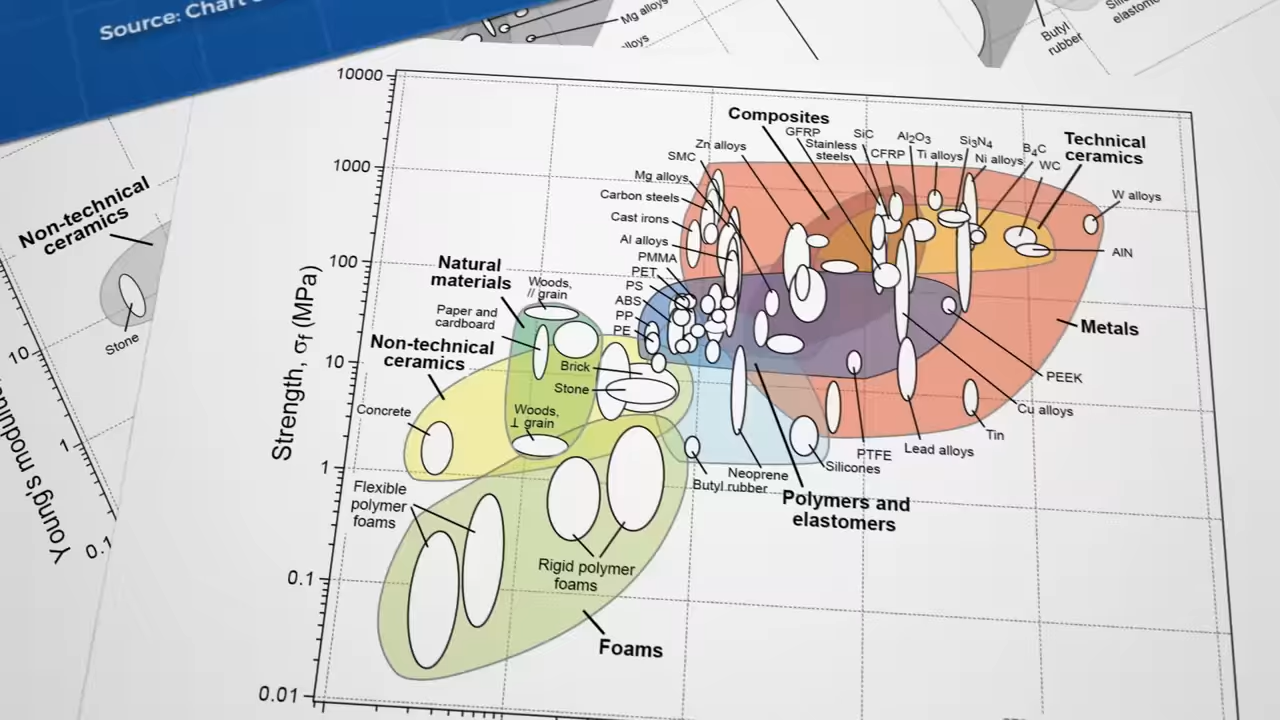 Source: Chart
Mg alloys
lloys
Butyl
rubber
elastome
Non-technical
ceramics
Stone
10
1
0.1
Young's modulus
10000
1000
100
10
1
0.1
0.01
Strength, σf (MPa)
Composites
GFRP
SiC
Al2O3
Si3N4
B4C
Technical
ceramics
Zn alloys
Stainless
steels
CFRP
Ti alloys
Ni alloys
WC
SMC
Mg alloys
W alloys
Carbon steels
Cast irons
Al alloys
AlN
PMMA
PET
PS
ABS
PP
PE
Natural
materials
Woods,
// grain
Paper and
cardboard
Non-technical
ceramics
Metals
Brick
Stone
PEEK
Concrete
Woods,
⊥ grain
Cu alloys
Tin
Lead alloys
PTFE
Silicones
Neoprene
Butyl rubber
Polymers and
elastomers
Flexible
polymer
foams
Rigid polymer
foams
Foams